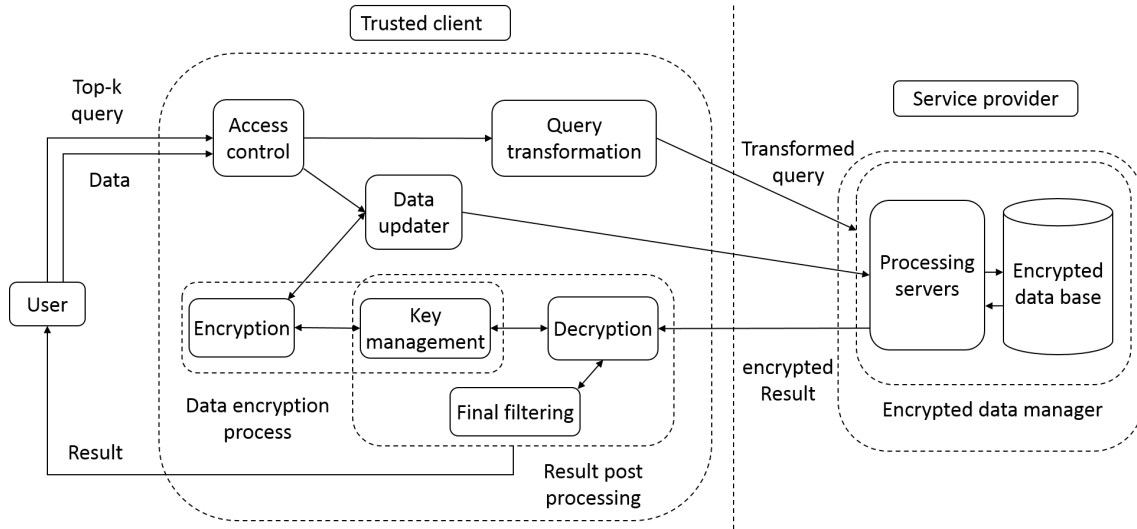 Trusted client
Top-k
query
Access
control
Query
transformation
Service provider
Data
Transformed
query
Data
updater
Processing
servers
Encrypted
data base
User
Encryption
Key
management
Decryption
encrypted
Result
Data encryption
process
Final filtering
Encrypted data manager
Result
Result post
processing